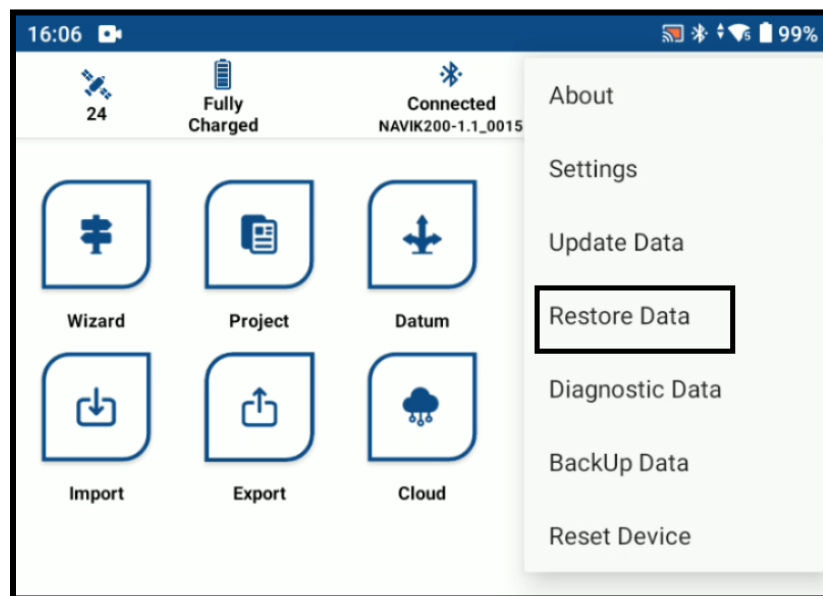 16:06
99%
24
Fully
Charged
Connected
NAVIK200-1.1_0015
Wizard
Project
Datum
Import
Export
Cloud
About
Settings
Update Data
Restore Data
Diagnostic Data
BackUp Data
Reset Device